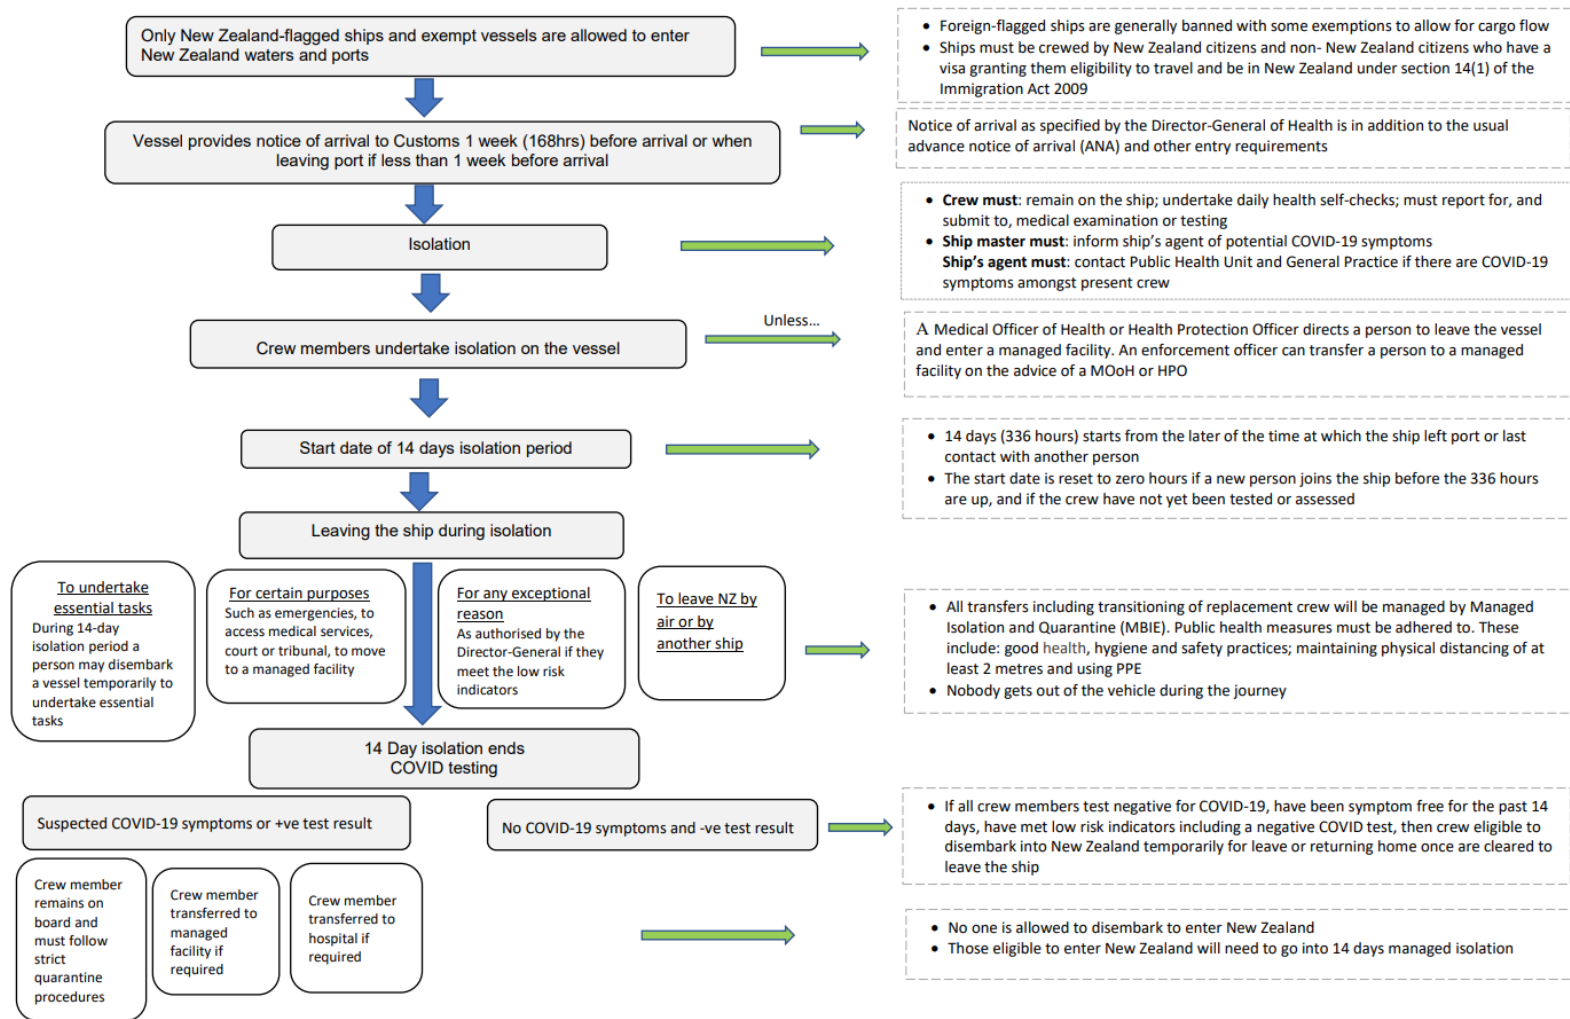 Only New Zealand-flagged ships and exempt vessels are allowed to enter
New Zealand waters and ports
• Foreign-flagged ships are generally banned with some exemptions to allow for cargo flow
• Ships must be crewed by New Zealand citizens and non- New Zealand citizens who have a
visa granting them eligibility to travel and be in New Zealand under section 14(1) of the
Immigration Act 2009
Vessel provides notice of arrival to Customs 1 week (168hrs) before arrival or when
leaving port if less than 1 week before arrival
Notice of arrival as specified by the Director-General of Health is in addition to the usual
advance notice of arrival (ANA) and other entry requirements
Isolation
• Crew must: remain on the ship; undertake daily health self-checks; must report for, and
submit to, medical examination or testing
• Ship master must: inform ship's agent of potential COVID-19 symptoms
Ship's agent must: contact Public Health Unit and General Practice if there are COVID-19
symptoms amongst present crew
Crew members undertake isolation on the vessel
Unless...
A Medical Officer of Health or Health Protection Officer directs a person to leave the vessel
and enter a managed facility. An enforcement officer can transfer a person to a managed
facility on the advice of a MOoH or HPO
Start date of 14 days isolation period
• 14 days (336 hours) starts from the later of the time at which the ship left port or last
contact with another person
• The start date is reset to zero hours if a new person joins the ship before the 336 hours
are up, and if the crew have not yet been tested or assessed
Leaving the ship during isolation
To undertake
essential tasks
During 14-day
isolation period a
person may disembark
a vessel temporarily to
undertake essential
tasks
For certain purposes
Such as emergencies, to
access medical services,
court or tribunal, to move
to a managed facility
For any exceptional
reason
As authorised by the
Director-General if they
meet the low risk
indicators
To leave NZ by
air or by
another ship
• All transfers including transitioning of replacement crew will be managed by Managed
Isolation and Quarantine (MBIE). Public health measures must be adhered to. These
include: good health, hygiene and safety practices; maintaining physical distancing of at
least 2 metres and using PPE
• Nobody gets out of the vehicle during the journey
14 Day isolation ends
COVID testing
Suspected COVID-19 symptoms or +ve test result
No COVID-19 symptoms and -ve test result
• If all crew members test negative for COVID-19, have been symptom free for the past 14
days, have met low risk indicators including a negative COVID test, then crew eligible to
disembark into New Zealand temporarily for leave or returning home once are cleared to
leave the ship
Crew member
remains on
board and
must follow
strict
quarantine
procedures
Crew member
transferred to
managed
facility if
required
Crew member
transferred to
hospital if
required
• No one is allowed to disembark to enter New Zealand
• Those eligible to enter New Zealand will need to go into 14 days managed isolation